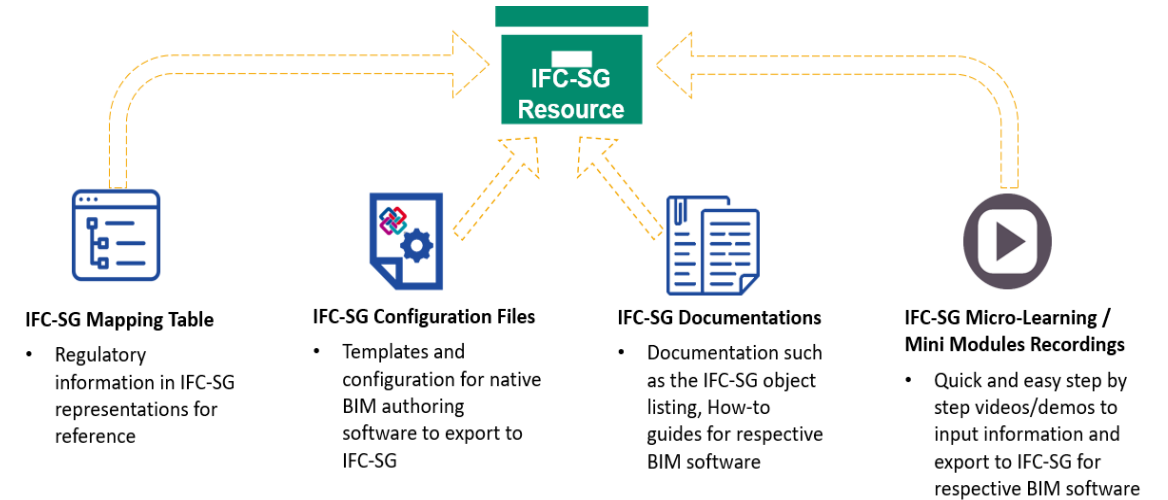 IFC-SG
Resource
IFC-SG Mapping Table
• Regulatory
information in IFC-SG
representations for
reference
IFC-SG Configuration Files
• Templates and
configuration for native
BIM authoring
software to export to
IFC-SG
IFC-SG Documentations
• Documentation such
as the IFC-SG object
listing, How-to
guides for respective
BIM software
IFC-SG Micro-Learning /
Mini Modules Recordings
• Quick and easy step by
step videos/demos to
input information and
export to IFC-SG for
respective BIM software